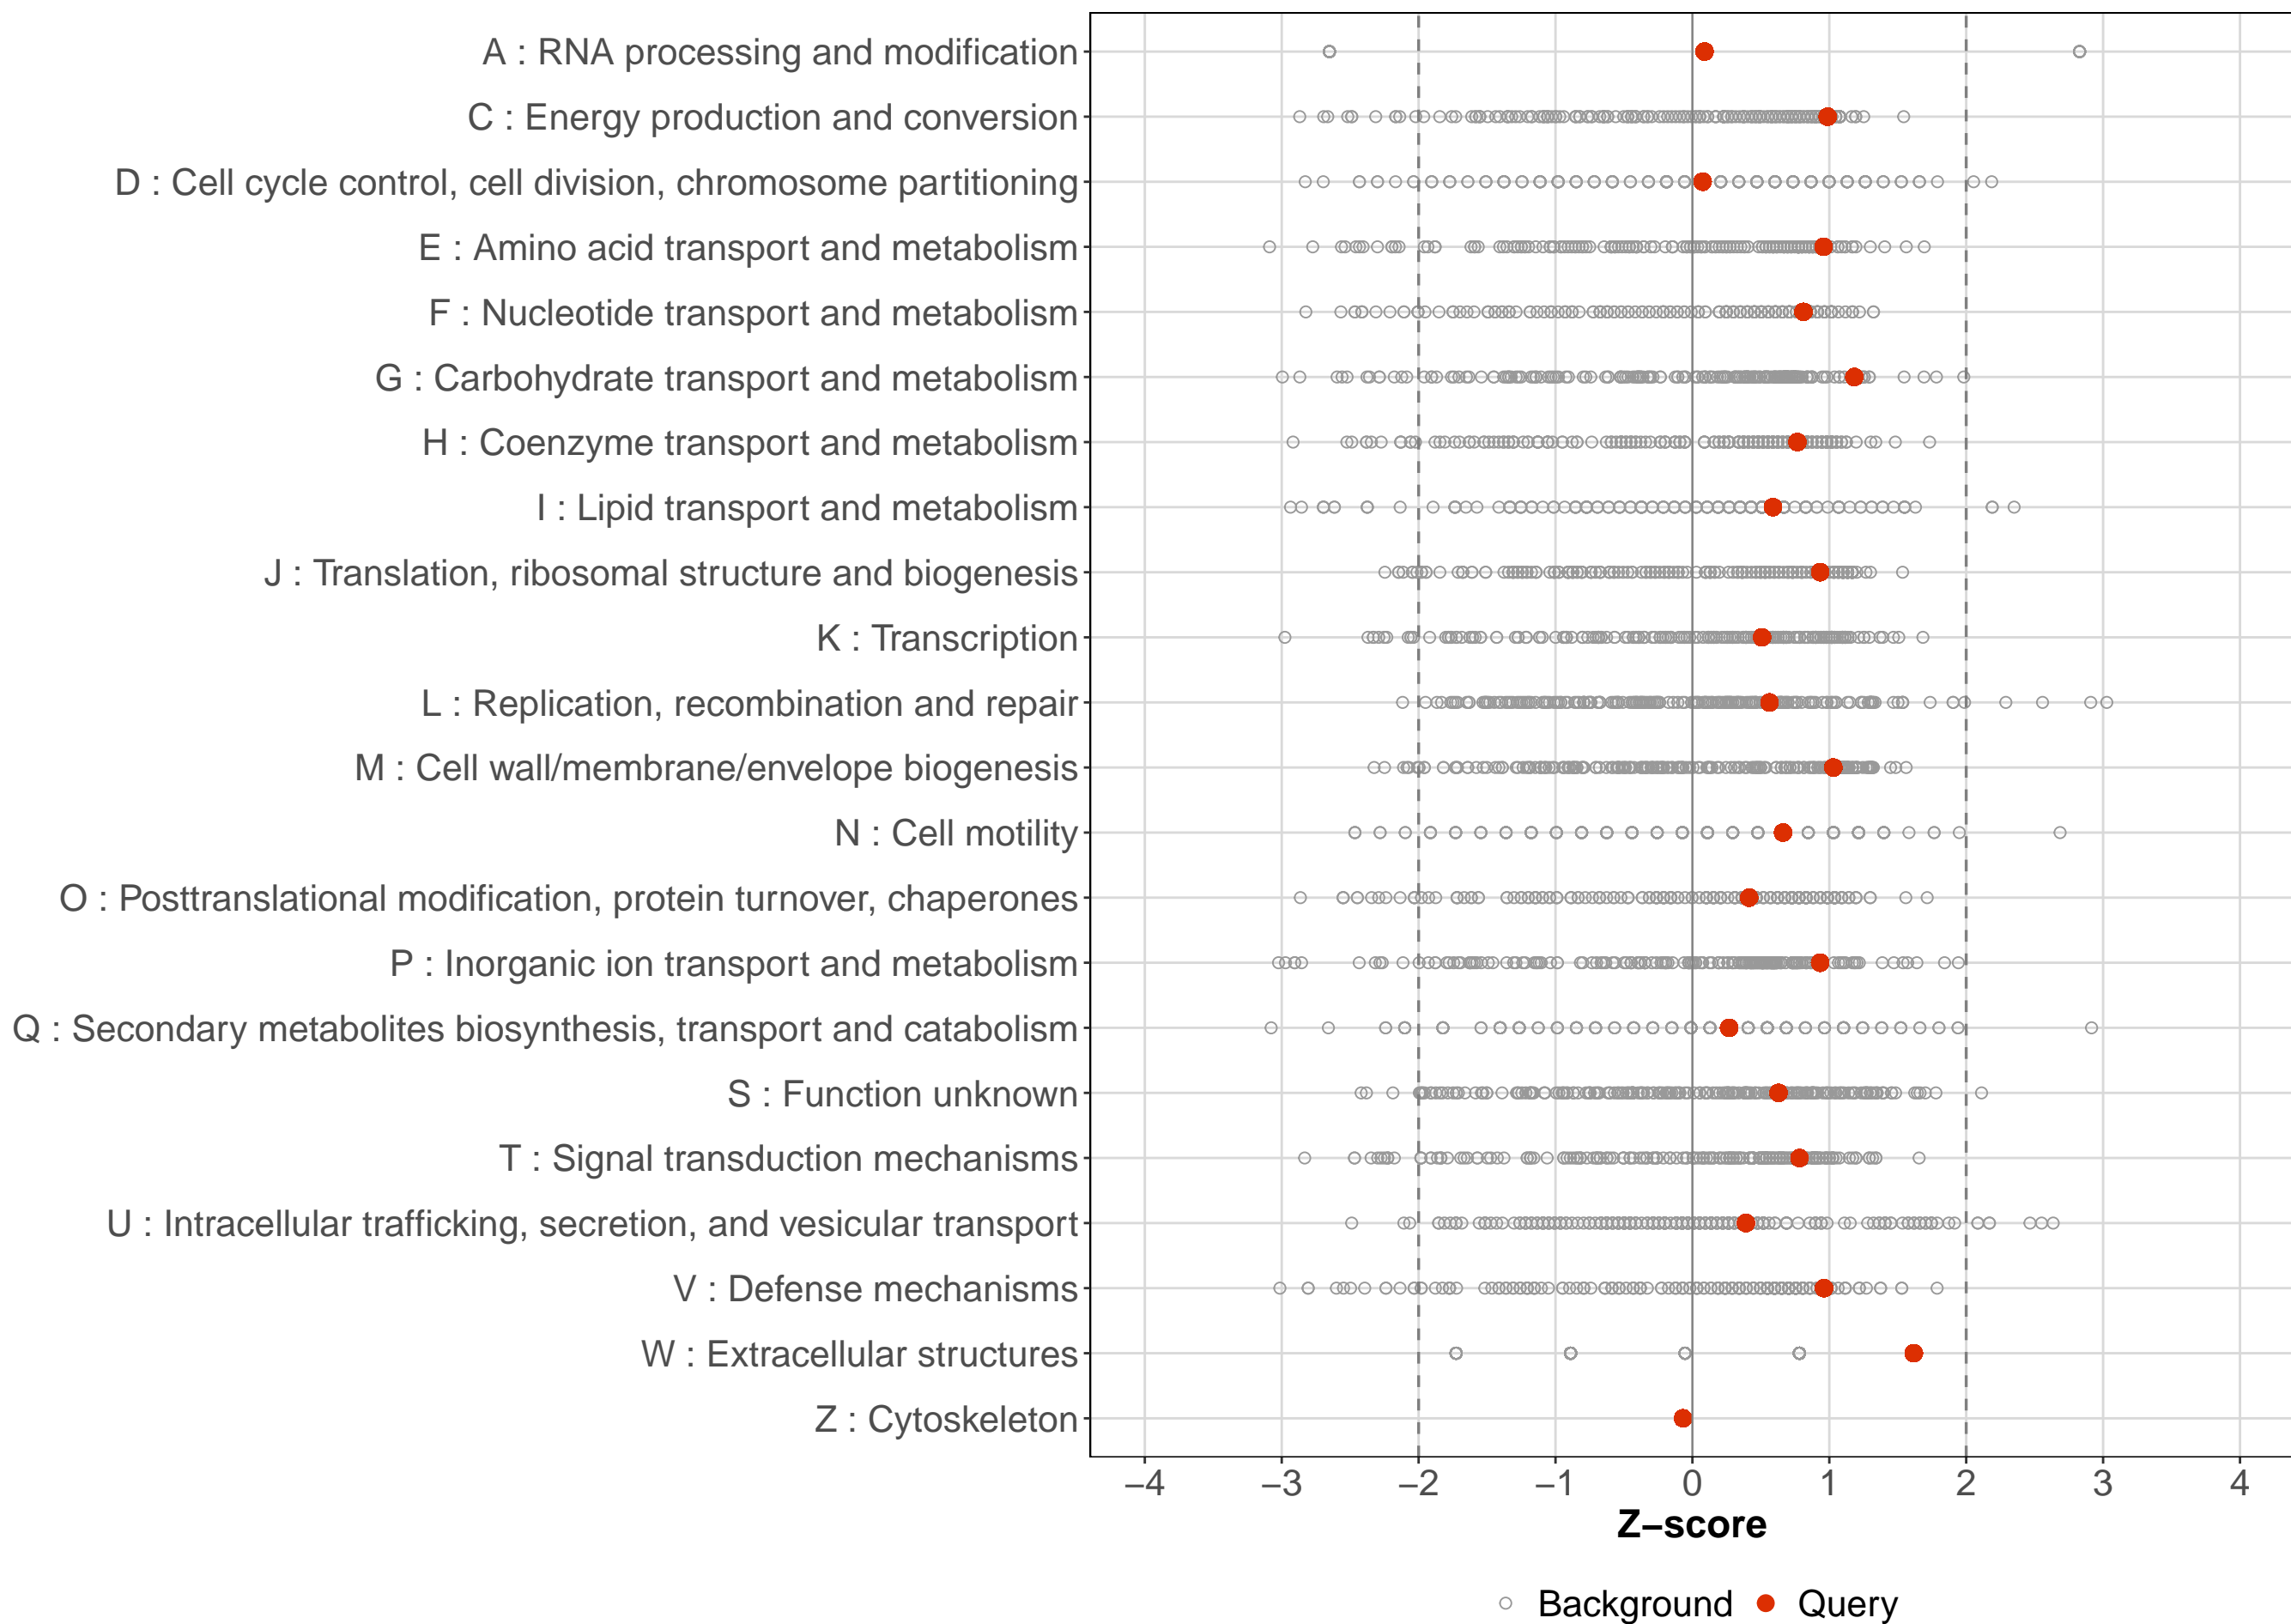 A : RNA processing and modification
C : Energy production and conversion
D : Cell cycle control, cell division, chromosome partitioning
E : Amino acid transport and metabolism
F : Nucleotide transport and metabolism
G : Carbohydrate transport and metabolism
H : Coenzyme transport and metabolism
I : Lipid transport and metabolism
J : Translation, ribosomal structure and biogenesis
K : Transcription
L : Replication, recombination and repair
M : Cell wall/membrane/envelope biogenesis
N : Cell motility
O : Posttranslational modification, protein turnover, chaperones
P : Inorganic ion transport and metabolism
Q : Secondary metabolites biosynthesis, transport and catabolism
S : Function unknown
T : Signal transduction mechanisms
U : Intracellular trafficking, secretion, and vesicular transport
V : Defense mechanisms
W : Extracellular structures
Z : Cytoskeleton
−4 −3 −2 −1 0 1 2 3 4
Z−score
Background Query